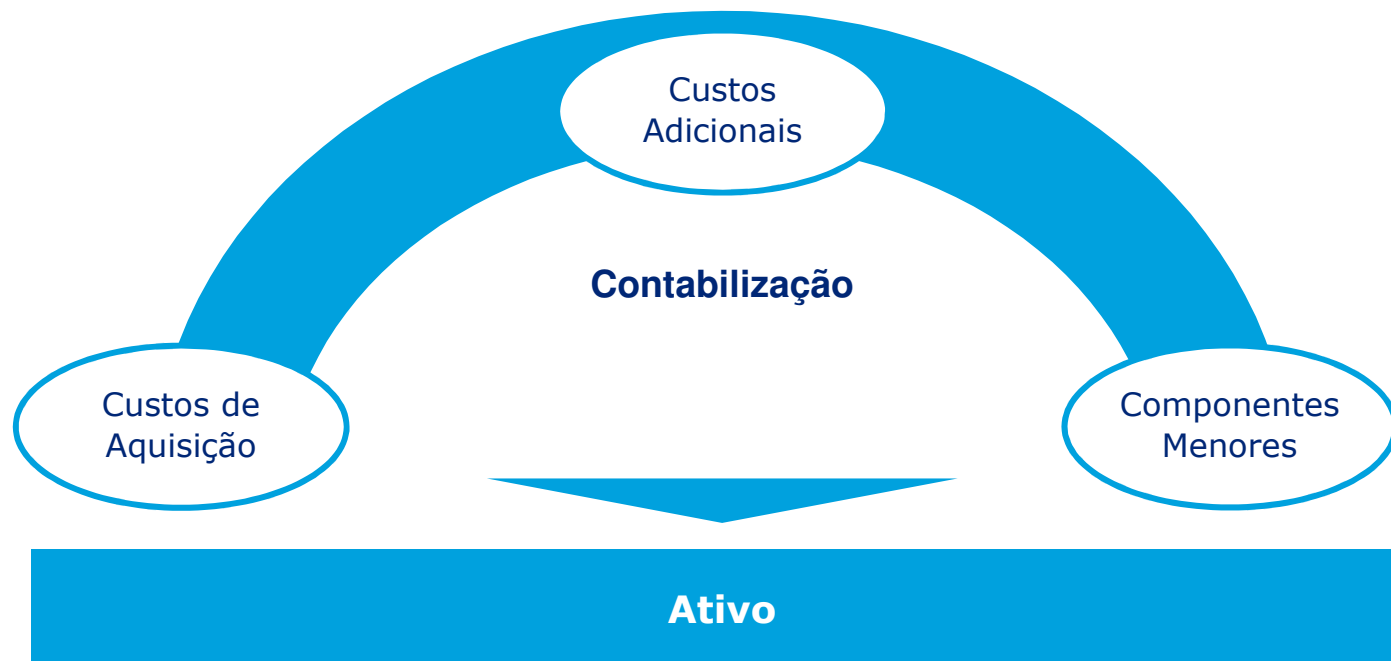 Custos
Adicionais
Contabilização
Custos de
Aquisição
Componentes
Menores
Ativo